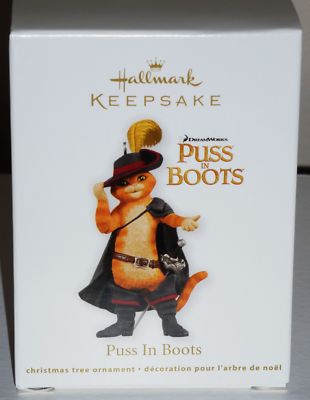 Hallmark
KEEPSAKE
DREAMWORKS
PUSS
IN
BOOTS
Puss In Boots
christmas tree ornament • décoration pour l'arbre de noël